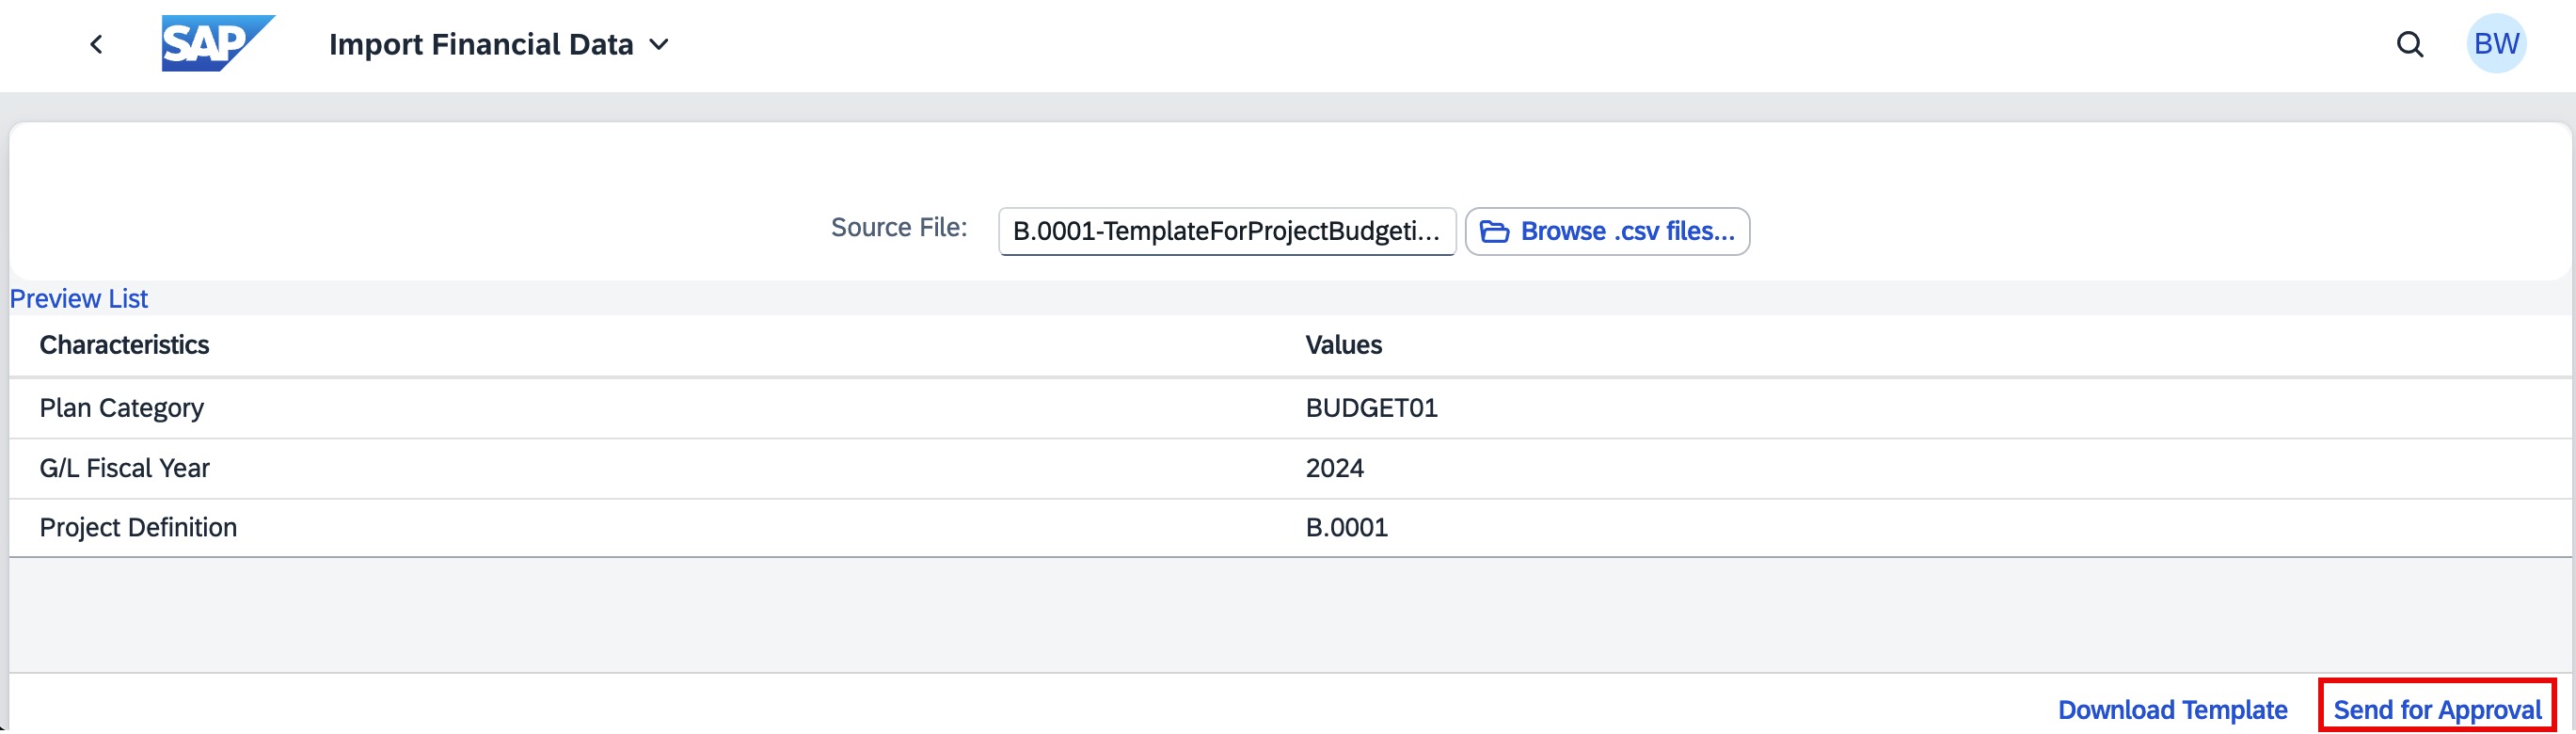 SAP Import Financial Data BW
Source File: B.0001-TemplateForProjectBudgeti... Browse .csv files...
Preview List
Characteristics Values
Plan Category BUDGET01
G/L Fiscal Year 2024
Project Definition B.0001
Download Template Send for Approval